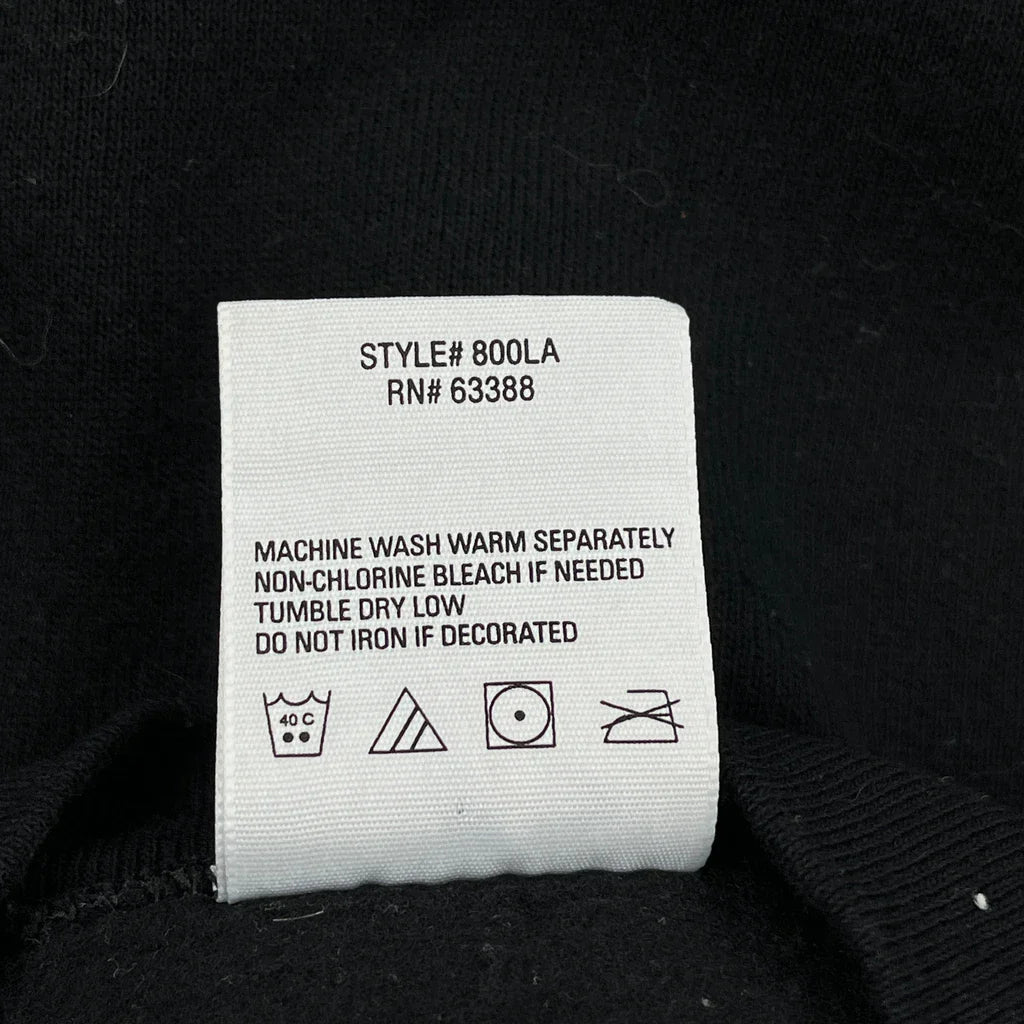 STYLE# 800LA
RN# 63388
MACHINE WASH WARM SEPARATELY
NON-CHLORINE BLEACH IF NEEDED
TUMBLE DRY LOW
DO NOT IRON IF DECORATED
40 C